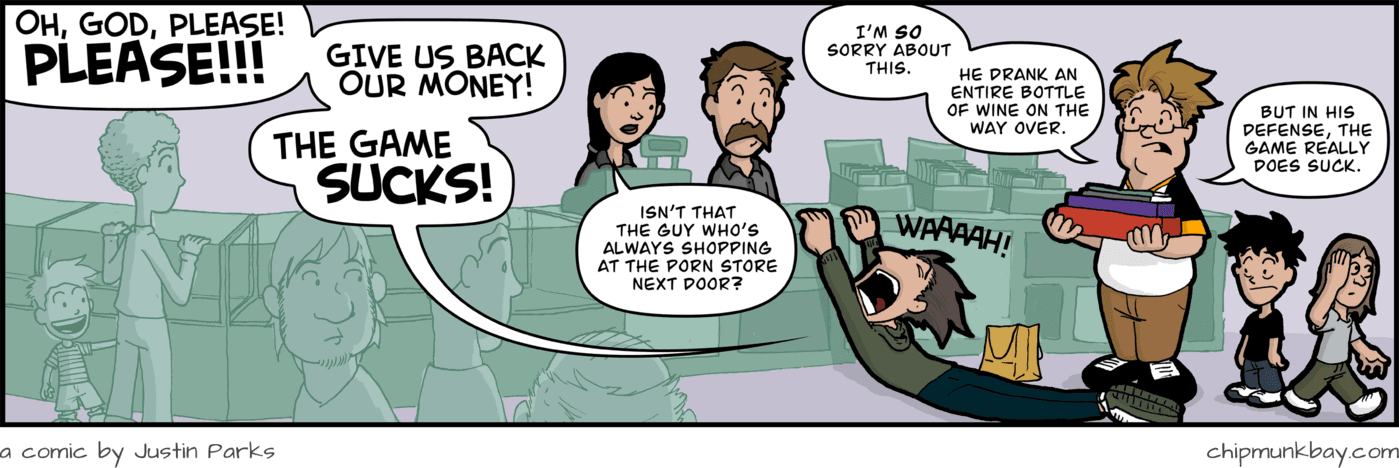 OH, GOD, PLEASE!
PLEASE!!!
GIVE US BACK
OUR MONEY!
THE GAME
SUCKS!
ISN'T THAT
THE GUY WHO'S
ALWAYS SHOPPING
AT THE PORN STORE
NEXT DOOR?
I'M SO
SORRY ABOUT
THIS.
HE DRANK AN
ENTIRE BOTTLE
OF WINE ON THE
WAY OVER.
WAAAAH!
BUT IN HIS
DEFENSE, THE
GAME REALLY
DOES SUCK.
a comic by Justin Parks
chipmunkbay.com